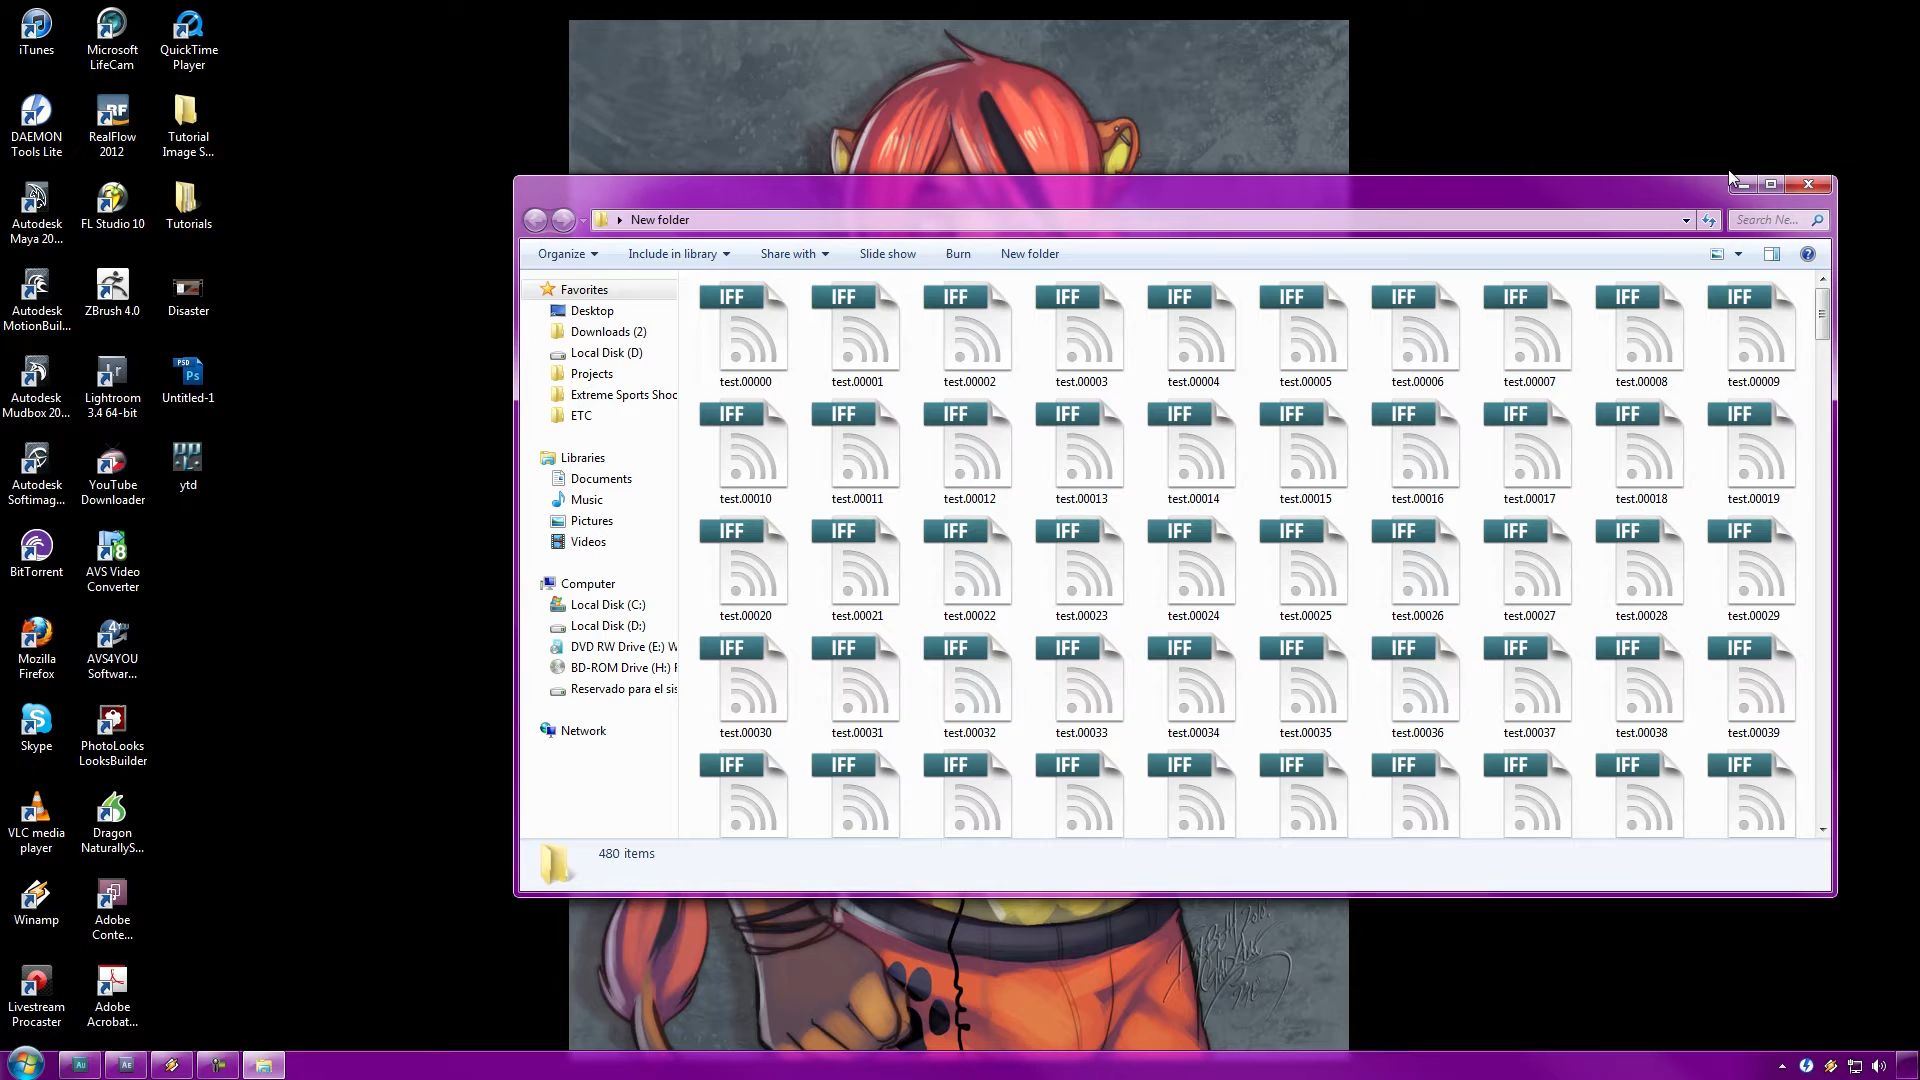 iTunes
Microsoft
LifeCam
QuickTime
Player
DAEMON
Tools Lite
RF
RealFlow
2012
Tutorial
Image S...
Autodesk
Maya 20...
FL Studio 10
Tutorials
Autodesk
MotionBuil...
ZBrush 4.0
Disaster
Autodesk
Mudbox 20...
Lr
Lightroom
3.4 64-bit
PSD
Ps
Untitled-1
Autodesk
Softimag...
YouTube
Downloader
ytd
BitTorrent
AVS Video
Converter
Mozilla
Firefox
AVS4YOU
Softwar...
Skype
PhotoLooks
LooksBuilder
VLC media
player
Dragon
NaturallyS...
Winamp
Adobe
Conte...
Livestream
Procaster
Adobe
Acrobat...
New folder
Search Ne...
Organize
Include in library
Share with
Slide show
Burn
New folder
Favorites
Desktop
Downloads (2)
Local Disk (D)
Projects
Extreme Sports Shoo
ETC
Libraries
Documents
Music
Pictures
Videos
Computer
Local Disk (C:)
Local Disk (D:)
DVD RW Drive (E:) W
BD-ROM Drive (H:) F
Reservado para el sis
Network
IFF IFF IFF IFF IFF IFF IFF IFF IFF IFF
test.00000 test.00001 test.00002 test.00003 test.00004 test.00005 test.00006 test.00007 test.00008 test.00009
IFF IFF IFF IFF IFF IFF IFF IFF IFF IFF
test.00010 test.00011 test.00012 test.00013 test.00014 test.00015 test.00016 test.00017 test.00018 test.00019
IFF IFF IFF IFF IFF IFF IFF IFF IFF IFF
test.00020 test.00021 test.00022 test.00023 test.00024 test.00025 test.00026 test.00027 test.00028 test.00029
IFF IFF IFF IFF IFF IFF IFF IFF IFF IFF
test.00030 test.00031 test.00032 test.00033 test.00034 test.00035 test.00036 test.00037 test.00038 test.00039
IFF IFF IFF IFF IFF IFF IFF IFF IFF IFF
480 items
Au
AE